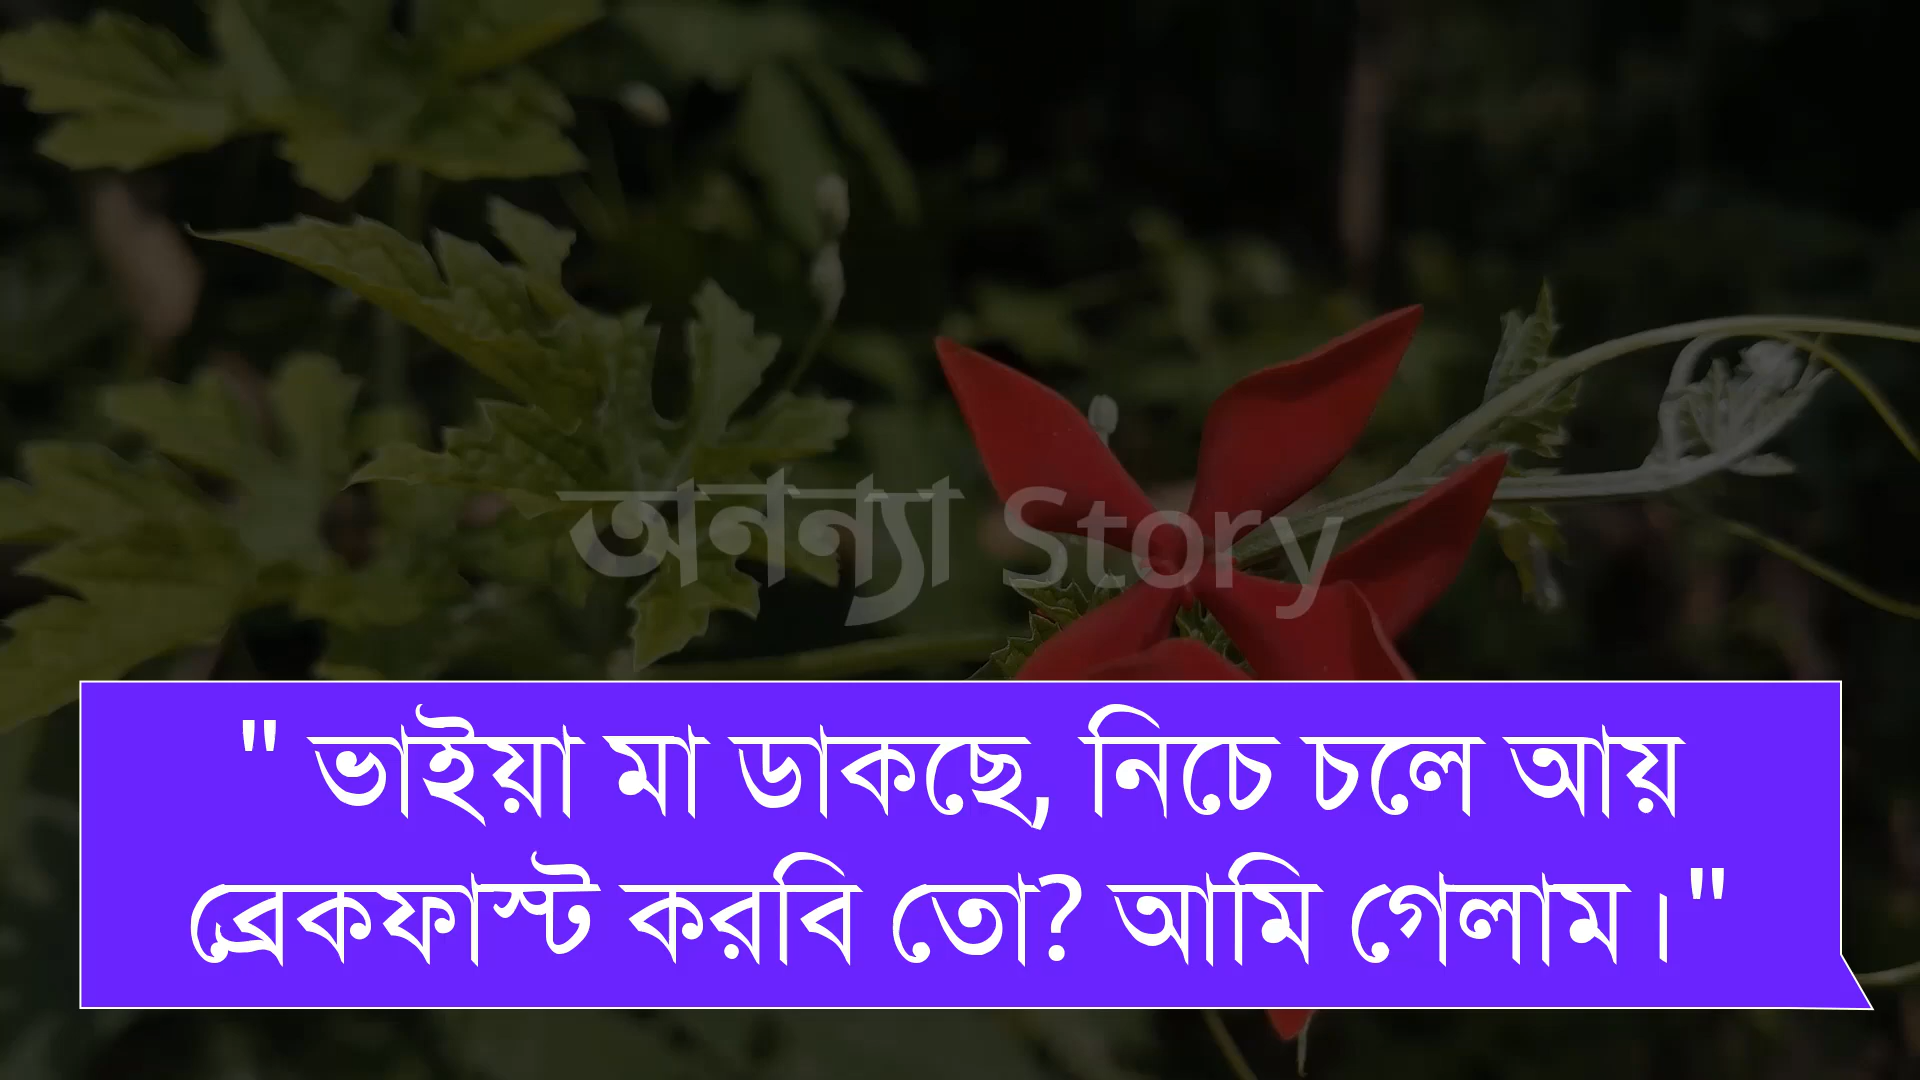 অনন্যা Story
" ভাইয়া মা ডাকছে, নিচে চলে আয়
ব্রেকফাস্ট করবি তো? আমি গেলাম।"